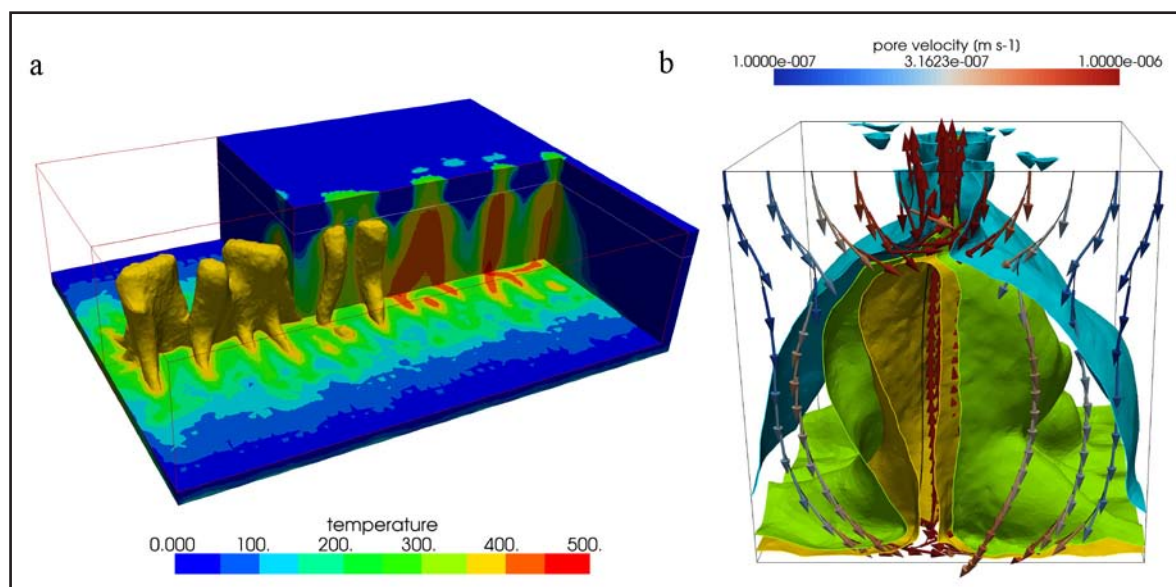 a
temperature
0.000 100. 200. 300. 400. 500.
b
pore velocity [m s-1]
1.0000e-007 3.1623e-007 1.0000e-006